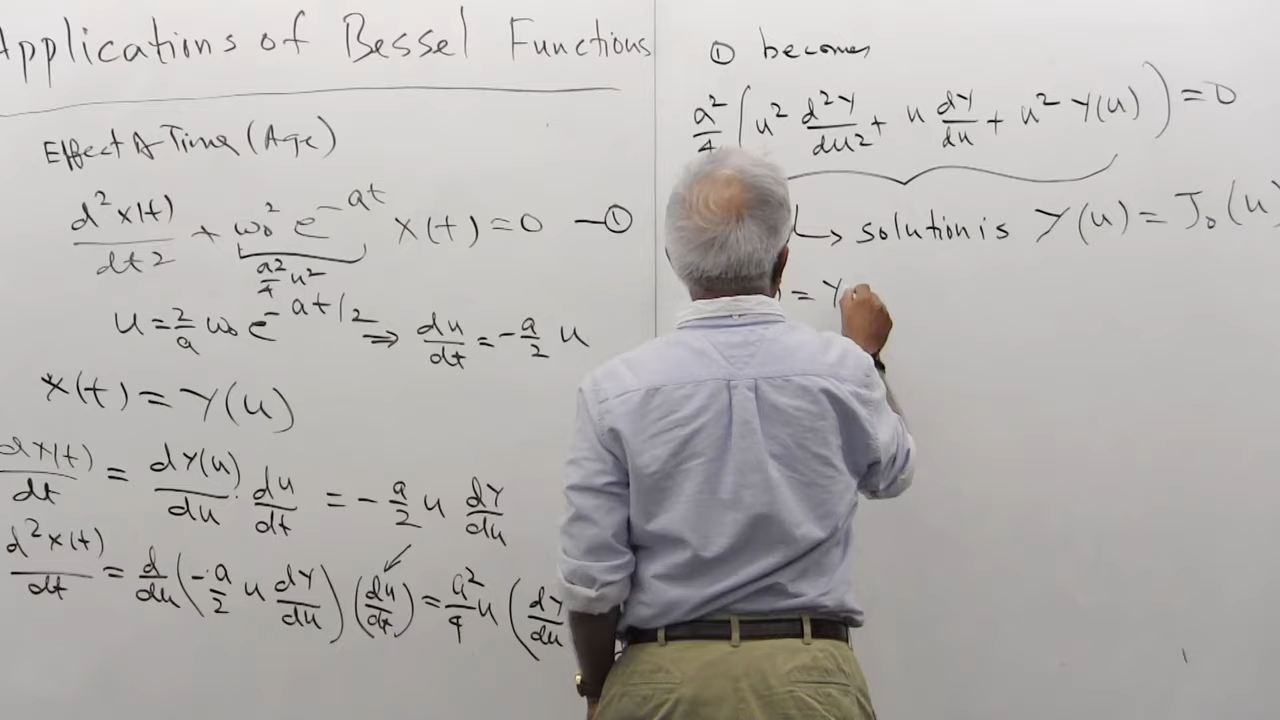 Applications of Bessel Functions
Effect of Time (Age)
d²x(t)/dt² + ω₀² e^(-at) x(t) = 0 —①
a²/4 u²
u = 2/a ω₀ e^(-at/2) ⇒ du/dt = -a/2 u
x(t) = Y(u)
dx(t)/dt = dY(u)/du · du/dt = -a/2 u dY/du
d²x(t)/dt = d/du (-a/2 u dY/du) (du/dt) = a²/4 u (dY/du
① becomes
a²/4 (u² d²Y/du² + u dY/du + u² Y(u)) = 0
↳ solution is Y(u) = J₀(u
) = Y